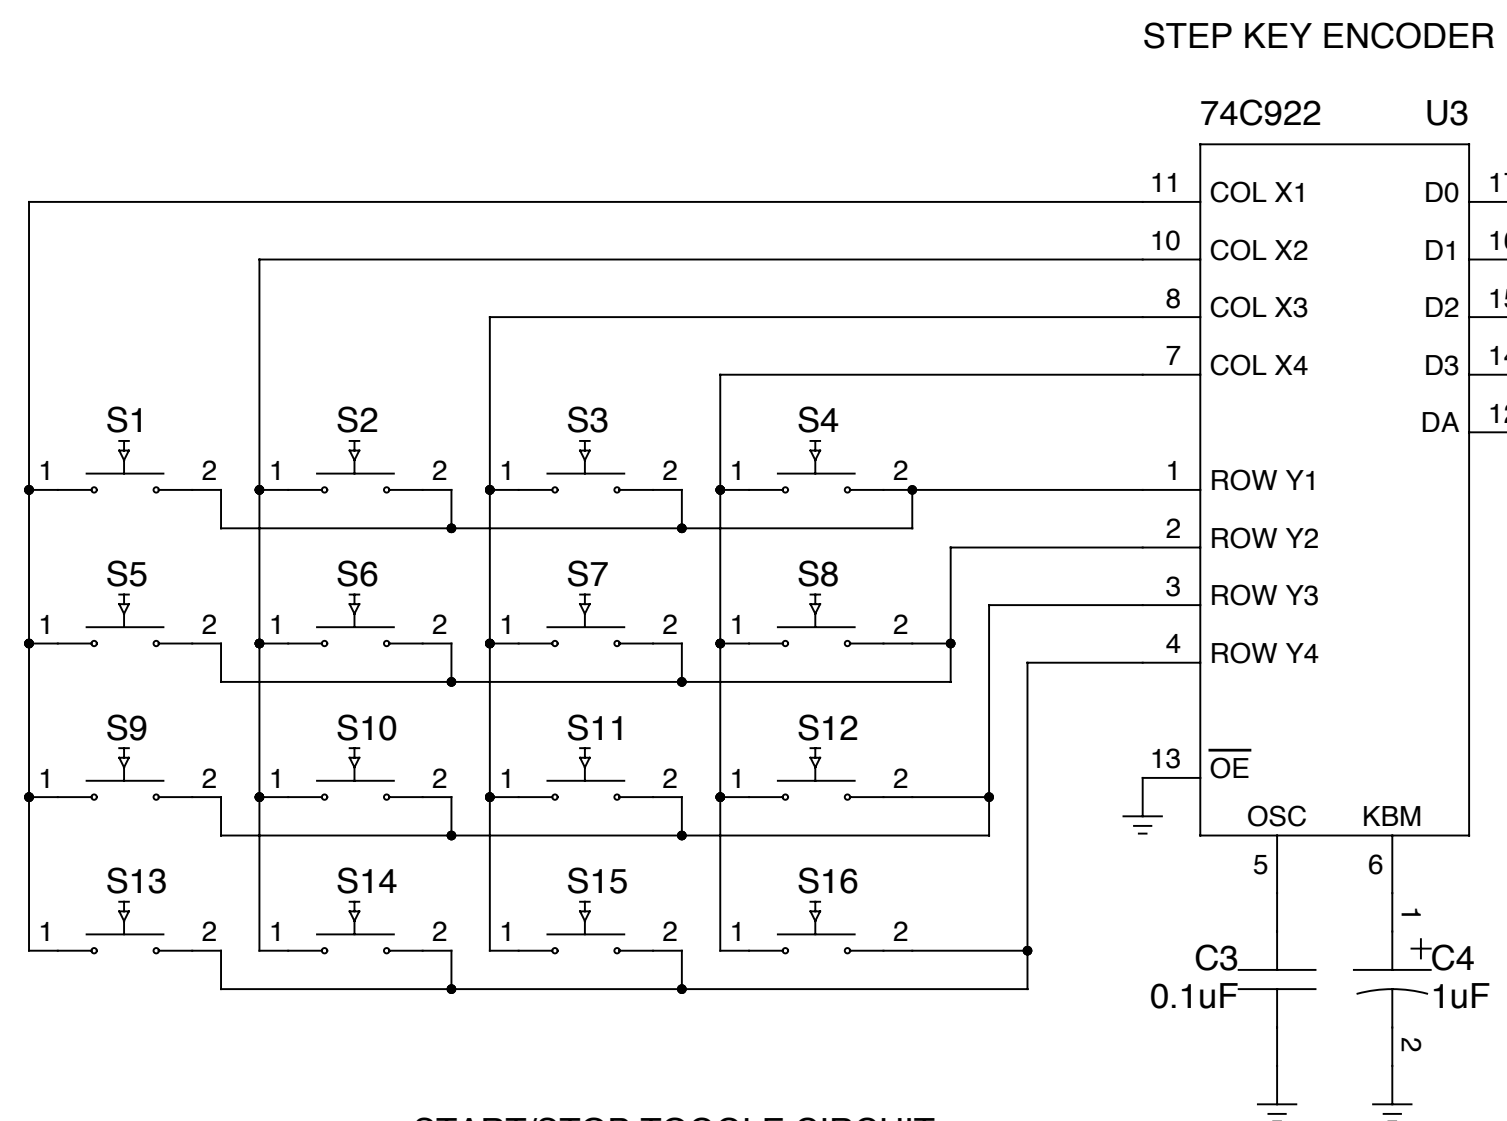 STEP KEY ENCODER
74C922 U3
11 COL X1 D0
10 COL X2 D1
8 COL X3 D2
7 COL X4 D3
DA
S1 S2 S3 S4
1 2 1 2 1 2 1 2 1 ROW Y1
2 ROW Y2
S5 S6 S7 S8
3 ROW Y3
1 2 1 2 1 2 1 2
4 ROW Y4
S9 S10 S11 S12
13 OE
1 2 1 2 1 2 1 2
OSC KBM
5 6
S13 S14 S15 S16
1
1 2 1 2 1 2 1 2
C3 +C4
0.1uF 1uF
2
START/STOP TOGGLE CIRCUIT